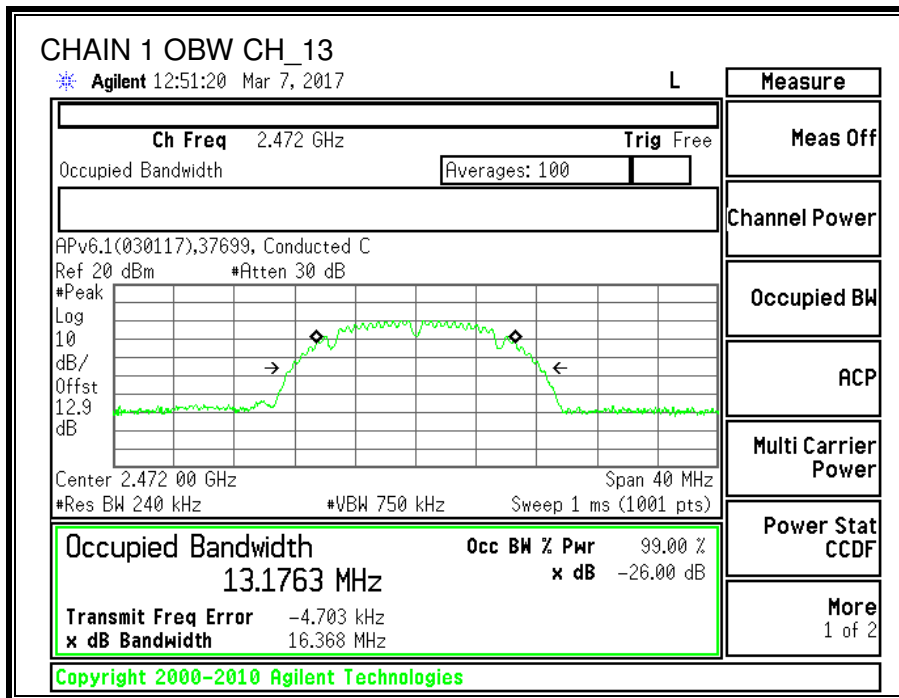 CHAIN 1 OBW CH_13
Agilent 12:51:20 Mar 7, 2017 L
Measure
Ch Freq 2.472 GHz Trig Free
Meas Off
Occupied Bandwidth Averages: 100
Channel Power
APv6.1(030117),37699, Conducted C
Ref 20 dBm #Atten 30 dB
#Peak
Log
10
dB/
Offst
12.9
dB
Occupied BW
ACP
Multi Carrier
Power
Center 2.472 00 GHz Span 40 MHz
#Res BW 240 kHz #VBW 750 kHz Sweep 1 ms (1001 pts)
Power Stat
CCDF
Occupied Bandwidth Occ BW % Pwr 99.00 %
13.1763 MHz x dB -26.00 dB
Transmit Freq Error -4.703 kHz
x dB Bandwidth 16.368 MHz
More
1 of 2
Copyright 2000-2010 Agilent Technologies